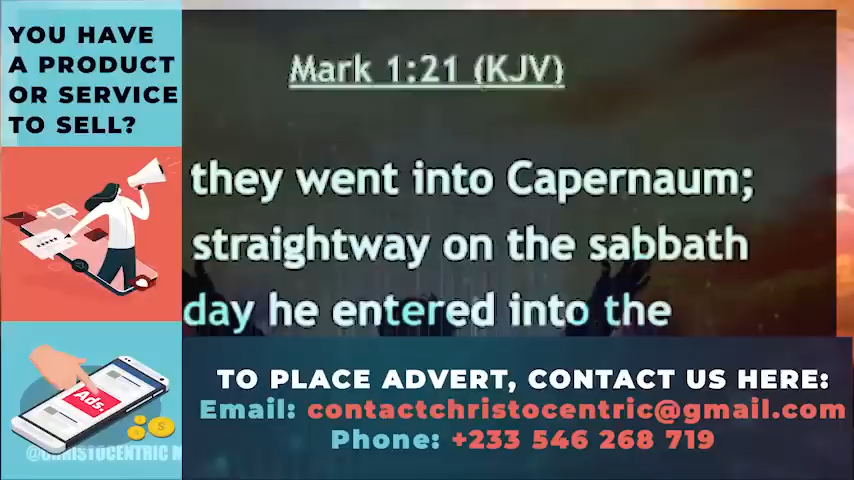 YOU HAVE
A PRODUCT
OR SERVICE
TO SELL?
Mark 1:21 (KJV)
they went into Capernaum;
straightway on the sabbath
day he entered into the
Ads.
TO PLACE ADVERT, CONTACT US HERE:
Email: contactchristocentric@gmail.com
Phone: +233 546 268 719
@CHRISTOCENTRIC